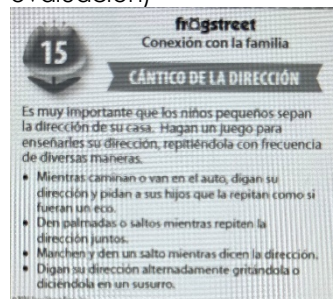 evaluación)
frogstreet
Conexión con la familia
15
CÁNTICO DE LA DIRECCIÓN
Es muy importante que los niños pequeños sepan
la dirección de su casa. Hagan un juego para
enseñarles su dirección, repitiéndola con frecuencia
de diversas maneras.
• Mientras caminan o van en el auto, digan su
dirección y pidan a sus hijos que la repitan como si
fueran un eco.
• Den palmadas o saltos mientras repiten la
dirección juntos.
• Marchen y den un salto mientras dicen la dirección.
• Digan su dirección alternadamente gritándola o
diciéndola en un susurro.